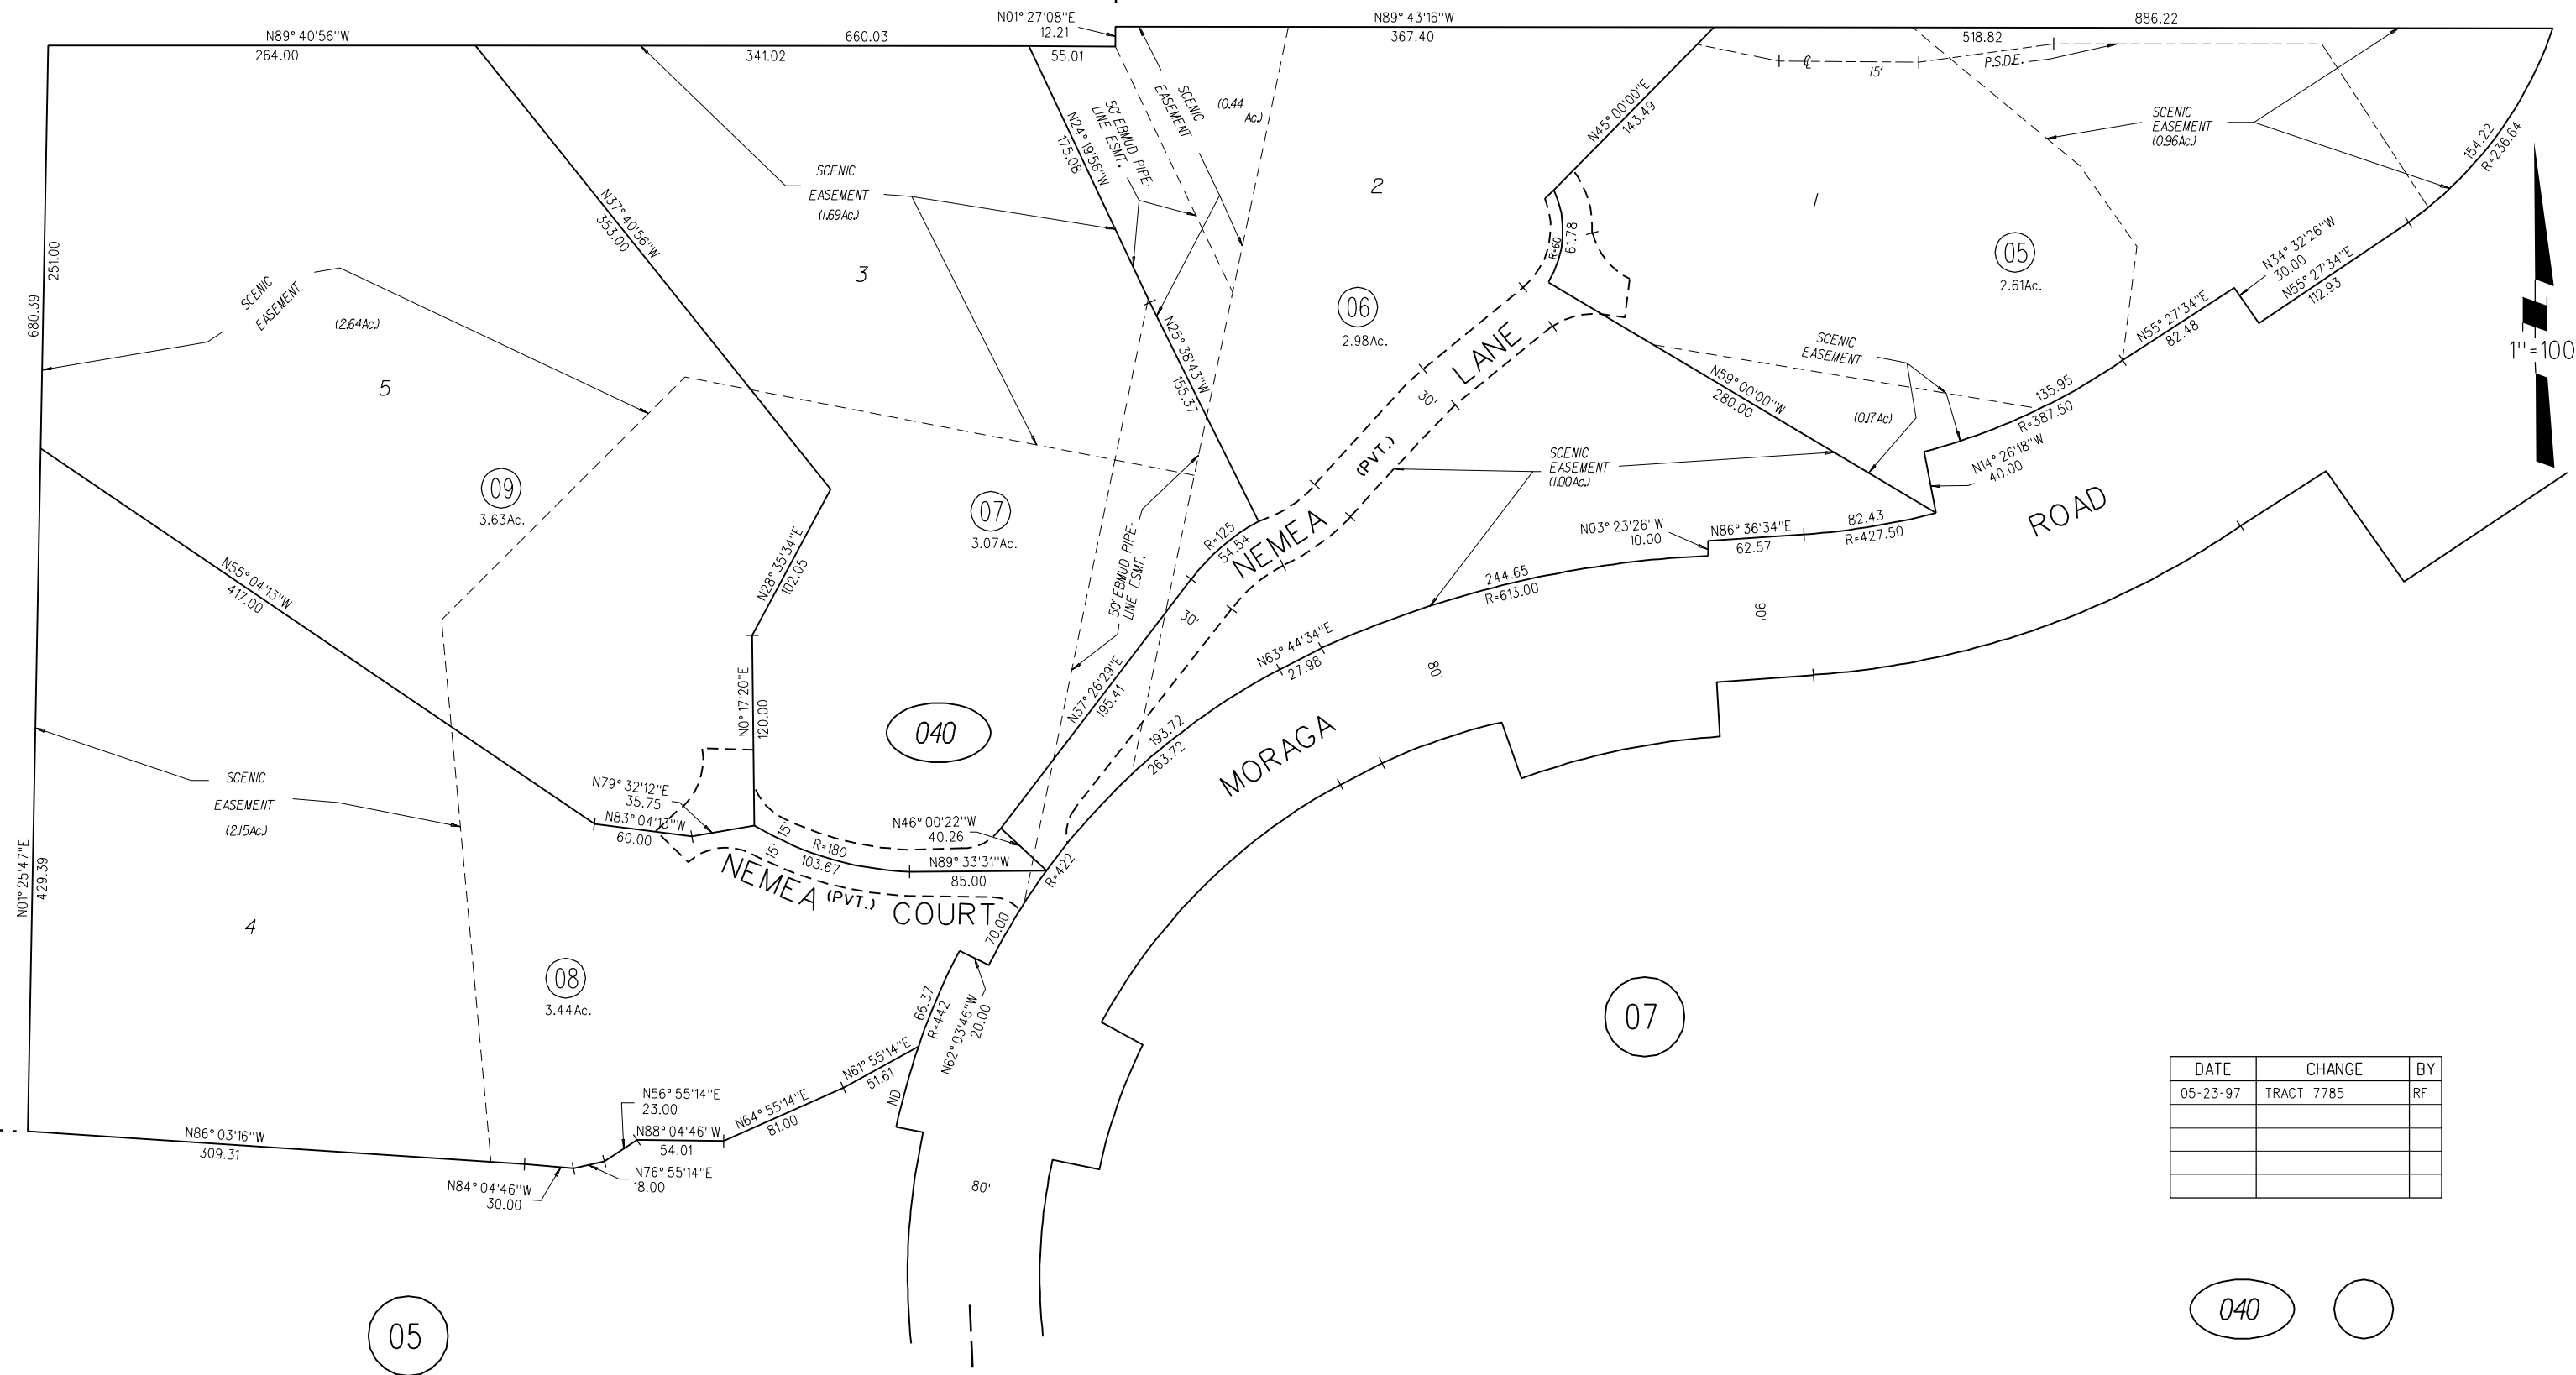 N89° 40'56"W
264.00
660.03
341.02
N01° 27'08"E
12.21
55.01
N89° 43'16"W
367.40
886.22
518.82
15'
P.S.D.E.
SCENIC
EASEMENT
(0.96Ac.)
154.22
R=236.64
N34° 32'26"W
30.00
N55° 27'34"E
112.93
N55° 27'34"E
82.48
1"=100
N45° 00'00"E
143.49
1
05
2.61Ac.
R=60
61.78
2
06
2.98Ac.
SCENIC
EASEMENT
(0.44
Ac.)
50' EBMUD PIPE-
LINE ESMT.
N24° 19'56"W
175.08
N25° 38'43"W
155.37
SCENIC
EASEMENT
(1.69Ac.)
3
07
3.07Ac.
N37° 40'56"W
353.00
251.00
680.39
SCENIC
EASEMENT
(2.64Ac.)
5
09
3.63Ac.
N55° 04'13"W
417.00
N28° 35'34"E
102.05
N0° 17'20"E
120.00
040
50' EBMUD PIPE-
LINE ESMT.
R=125
54.54
30'
N37° 26'29"E
195.41
NEMEA
(PVT.)
LANE
30'
SCENIC
EASEMENT
(0.17Ac)
N59° 00'00"W
280.00
135.95
R=387.50
N14° 26'18"W
40.00
SCENIC
EASEMENT
(1.00Ac.)
N03° 23'26"W
10.00
N86° 36'34"E
62.57
82.43
R=427.50
244.65
R=613.00
N63° 44'34"E
27.98
193.72
263.72
MORAGA
ROAD
80'
90'
SCENIC
EASEMENT
(2.15Ac.)
N01° 25'47"E
429.39
4
08
3.44Ac.
N79° 32'12"E
35.75
N83° 04'13"W
60.00
15'
15'
R=180
103.67
N46° 00'22"W
40.26
N89° 33'31"W
85.00
R=422
NEMEA
(PVT.)
COURT
70.00
66.37
R=442
N62° 03'46"W
20.00
N61° 55'14"E
51.61
ND
N64° 55'14"E
81.00
N56° 55'14"E
23.00
N88° 04'46"W
54.01
N76° 55'14"E
18.00
N84° 04'46"W
30.00
N86° 03'16"W
309.31
80'
07
05
DATE CHANGE BY
05-23-97 TRACT 7785 RF
040